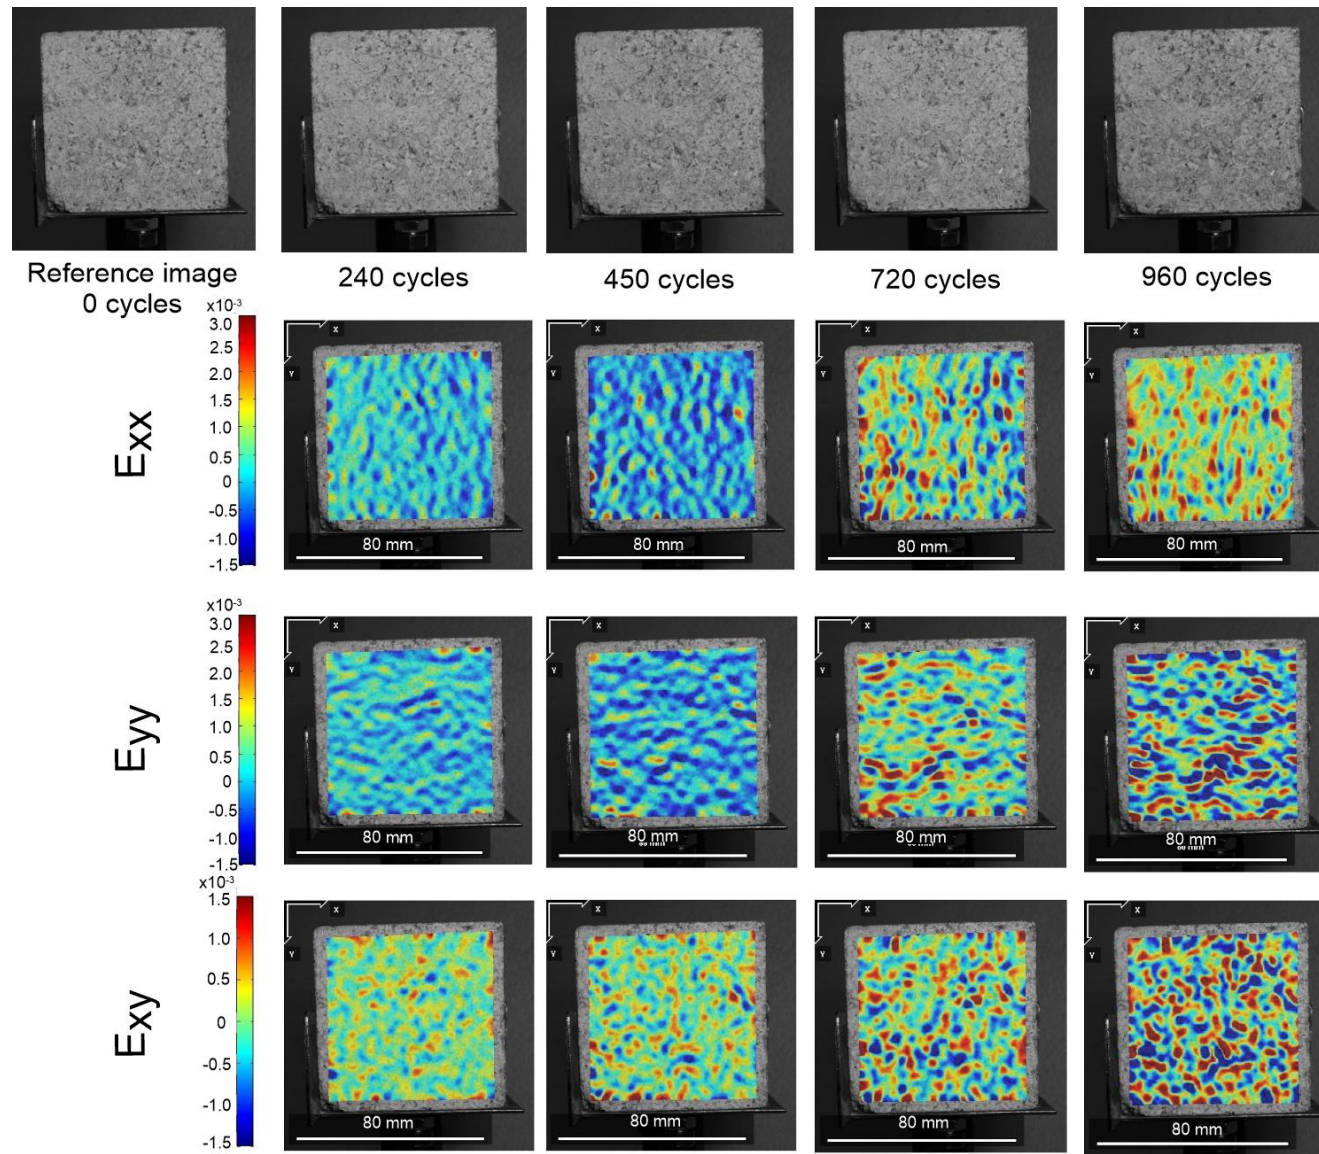 Reference image
0 cycles
240 cycles
450 cycles
720 cycles
960 cycles
Exx
x10-3
3.0
2.5
2.0
1.5
1.0
0.5
0
-0.5
-1.0
-1.5
X
Y
80 mm
X
Y
80 mm
X
Y
80 mm
X
Y
80 mm
Eyy
x10-3
3.0
2.5
2.0
1.5
1.0
0.5
0
-0.5
-1.0
-1.5
X
Y
80 mm
X
Y
80 mm
X
Y
80 mm
X
Y
80 mm
Exy
x10-3
1.5
1.0
0.5
0
-0.5
-1.0
-1.5
X
Y
80 mm
X
Y
80 mm
X
Y
80 mm
X
Y
80 mm